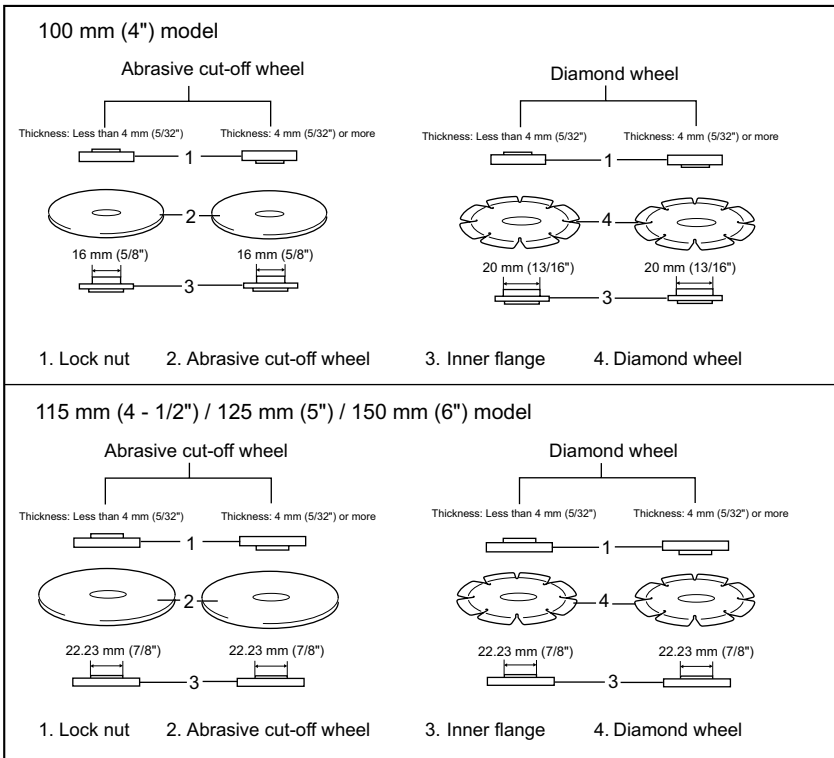 100 mm (4") model
Abrasive cut-off wheel
Diamond wheel
Thickness: Less than 4 mm (5/32")
Thickness: 4 mm (5/32") or more
Thickness: Less than 4 mm (5/32")
Thickness: 4 mm (5/32") or more
1
1
2
4
16 mm (5/8")
16 mm (5/8")
20 mm (13/16")
20 mm (13/16")
3
3
1. Lock nut
2. Abrasive cut-off wheel
3. Inner flange
4. Diamond wheel
115 mm (4 - 1/2") / 125 mm (5") / 150 mm (6") model
Abrasive cut-off wheel
Diamond wheel
Thickness: Less than 4 mm (5/32")
Thickness: 4 mm (5/32") or more
Thickness: Less than 4 mm (5/32")
Thickness: 4 mm (5/32") or more
1
1
2
4
22.23 mm (7/8")
22.23 mm (7/8")
22.23 mm (7/8")
22.23 mm (7/8")
3
3
1. Lock nut
2. Abrasive cut-off wheel
3. Inner flange
4. Diamond wheel